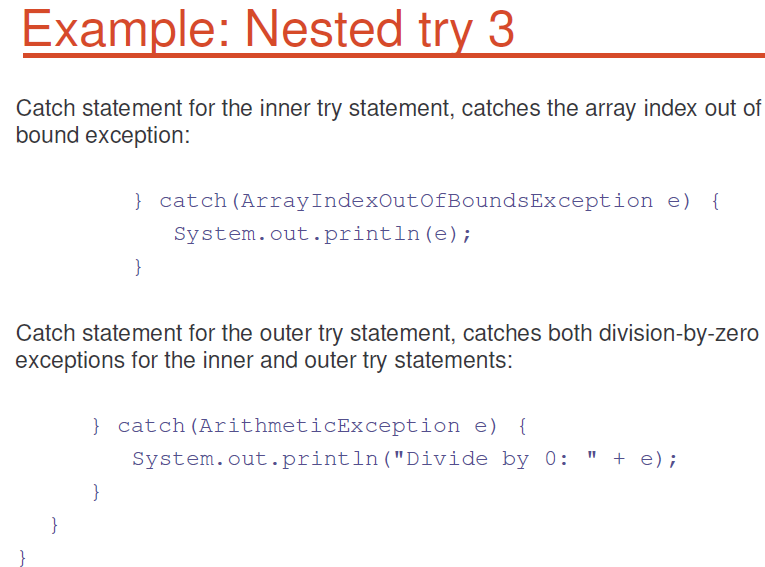 Example: Nested try 3
Catch statement for the inner try statement, catches the array index out of
bound exception:
} catch(ArrayIndexOutOfBoundsException e) {
System.out.println(e);
}
Catch statement for the outer try statement, catches both division-by-zero
exceptions for the inner and outer try statements:
} catch(ArithmeticException e) {
System.out.println("Divide by 0: " + e);
}
}
}